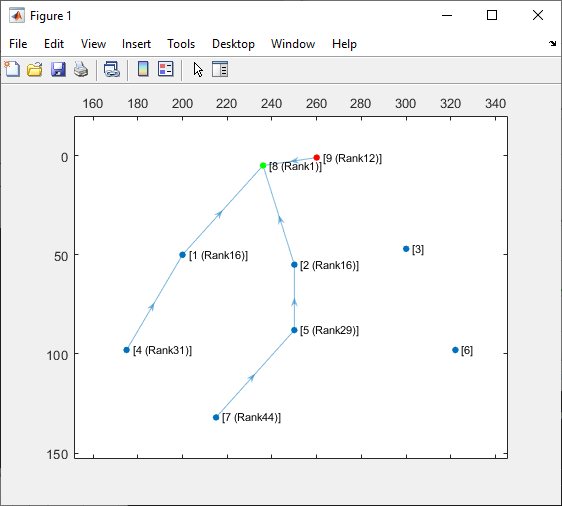 Figure 1
File Edit View Insert Tools Desktop Window Help
160 180 200 220 240 260 280 300 320 340
0
[9 (Rank12)]
[8 (Rank1)]
50
[3]
[1 (Rank16)]
[2 (Rank16)]
[5 (Rank29)]
100
[4 (Rank31)]
[6]
[7 (Rank44)]
150